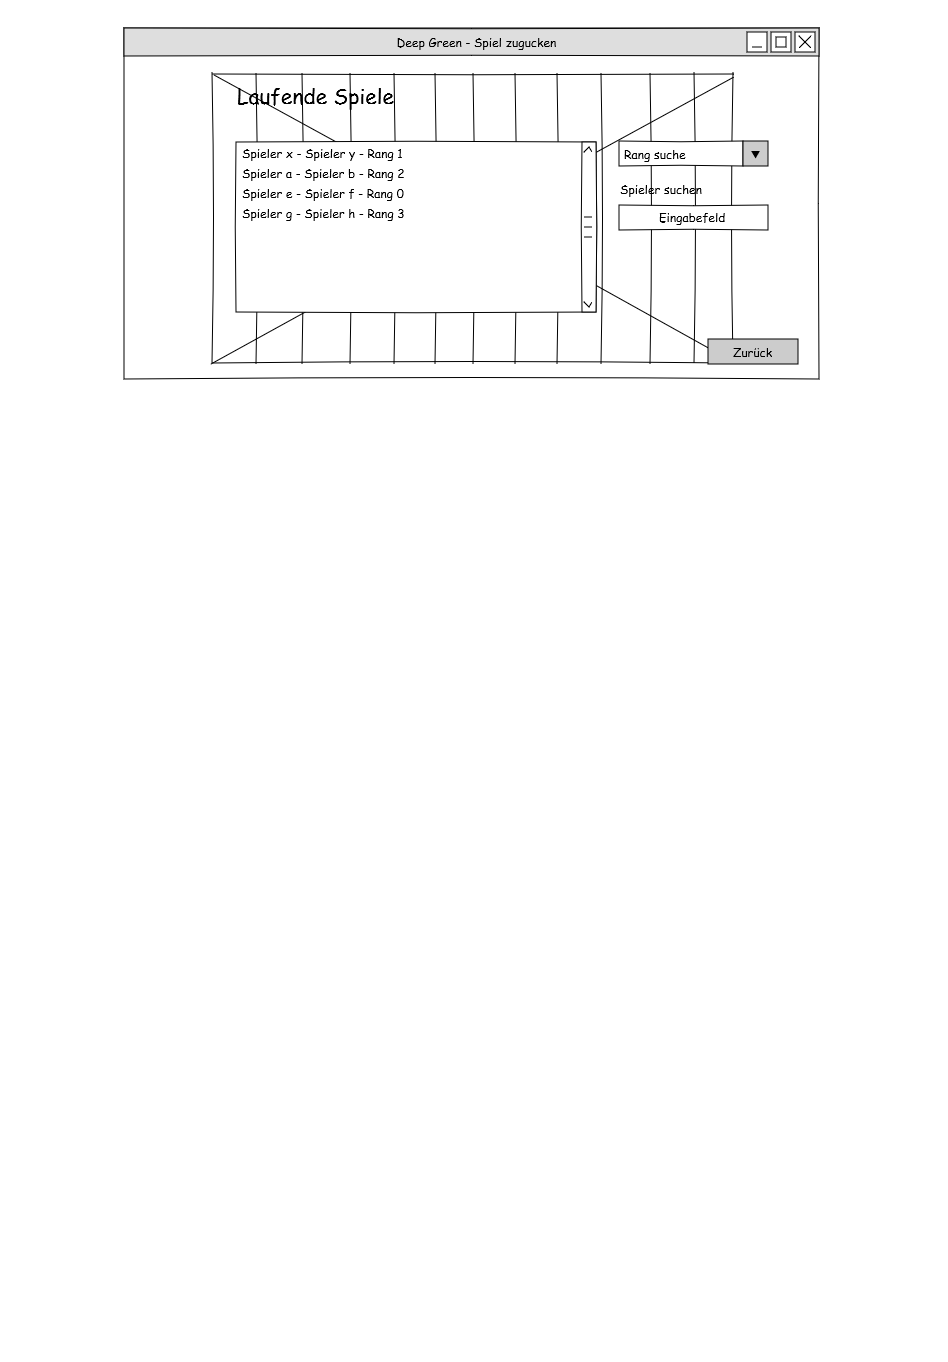 Deep Green - Spiel zugucken
Laufende Spiele
Spieler x - Spieler y - Rang 1
Spieler a - Spieler b - Rang 2
Spieler e - Spieler f - Rang 0
Spieler g - Spieler h - Rang 3
Rang suche
Spieler suchen
Eingabefeld
Zurück